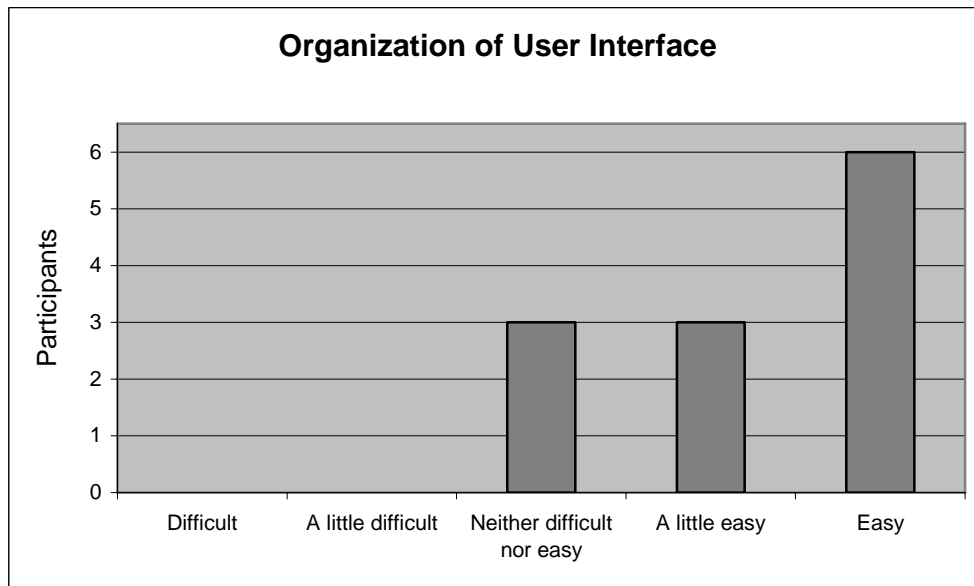 Organization of User Interface
6
5
4
3
2
1
0
Participants
Difficult
A little difficult
Neither difficult
nor easy
A little easy
Easy